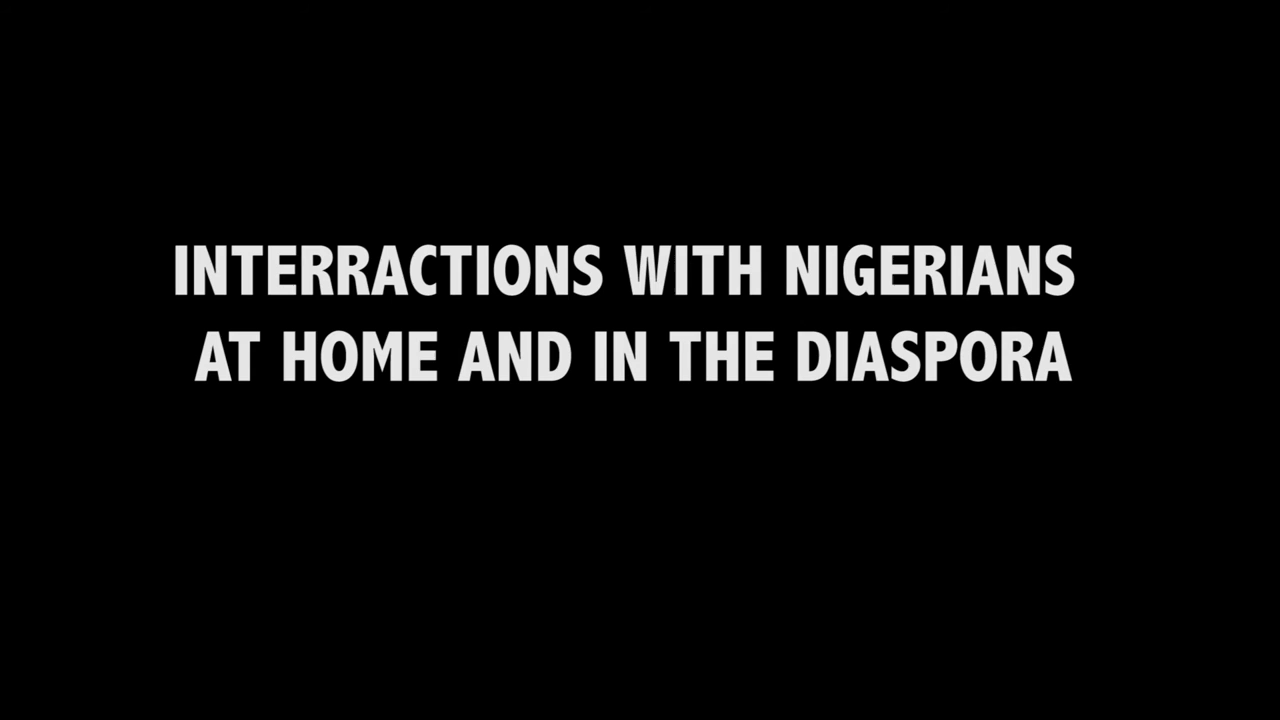 INTERRACTIONS WITH NIGERIANS
AT HOME AND IN THE DIASPORA